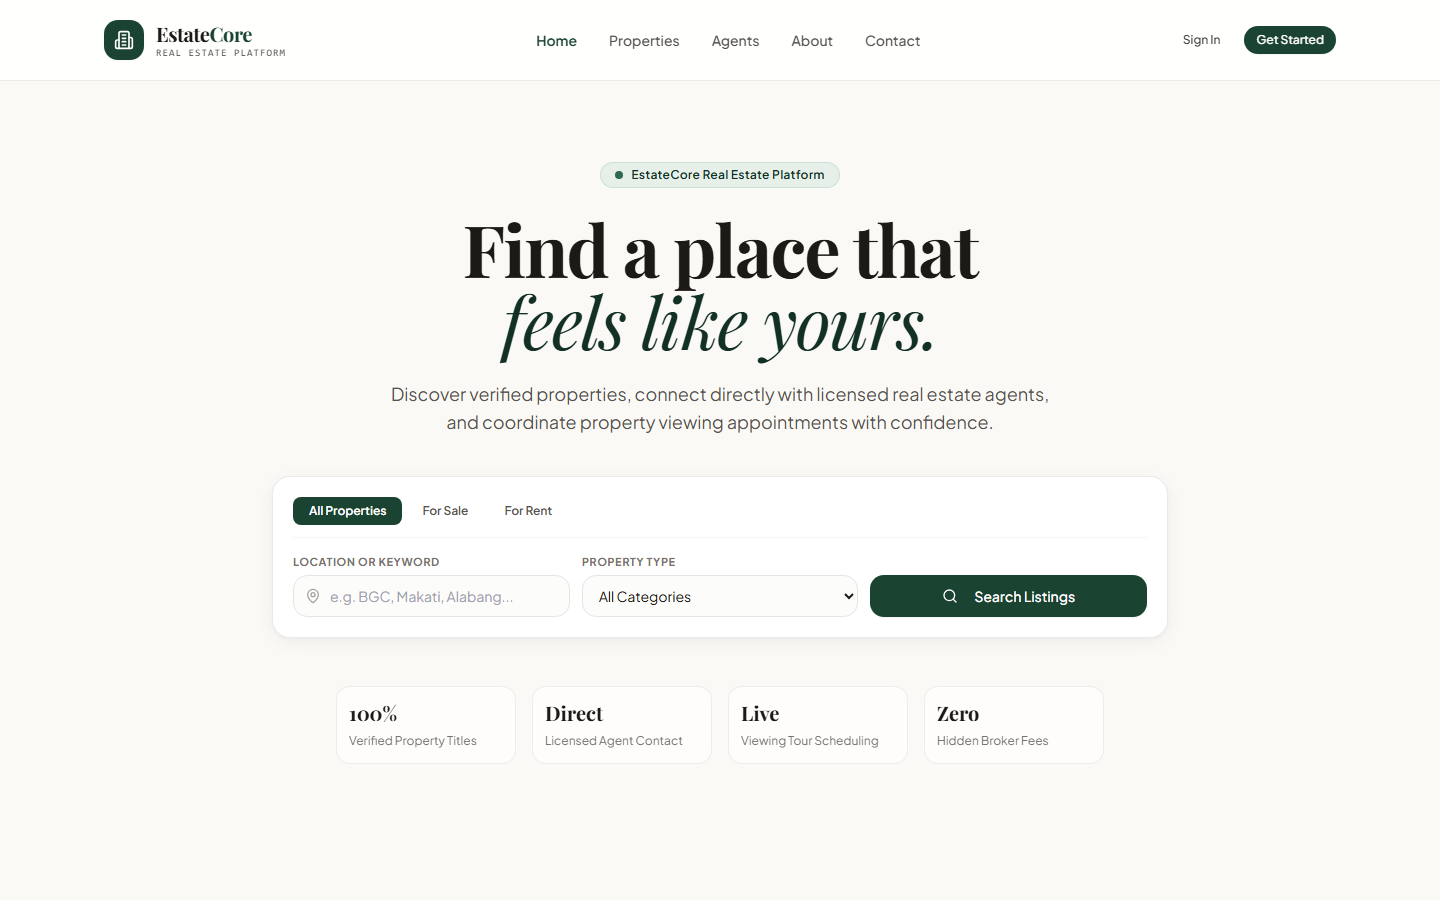 EstateCore
REAL ESTATE PLATFORM
Home
Properties
Agents
About
Contact
Sign In
Get Started
EstateCore Real Estate Platform
Find a place that
feels like yours.
Discover verified properties, connect directly with licensed real estate agents,
and coordinate property viewing appointments with confidence.
All Properties
For Sale
For Rent
LOCATION OR KEYWORD
PROPERTY TYPE
e.g. BGC, Makati, Alabang...
All Categories
Search Listings
100%
Verified Property Titles
Direct
Licensed Agent Contact
Live
Viewing Tour Scheduling
Zero
Hidden Broker Fees